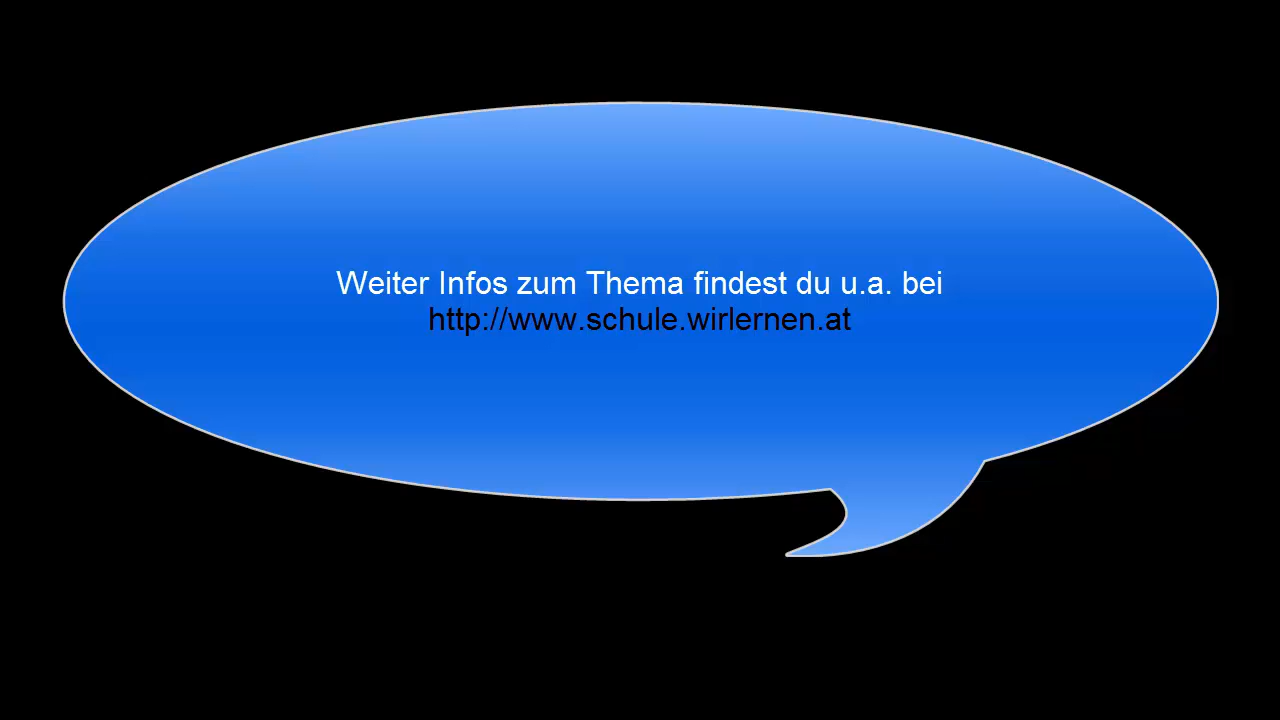 Weiter Infos zum Thema findest du u.a. bei
http://www.schule.wirlernen.at